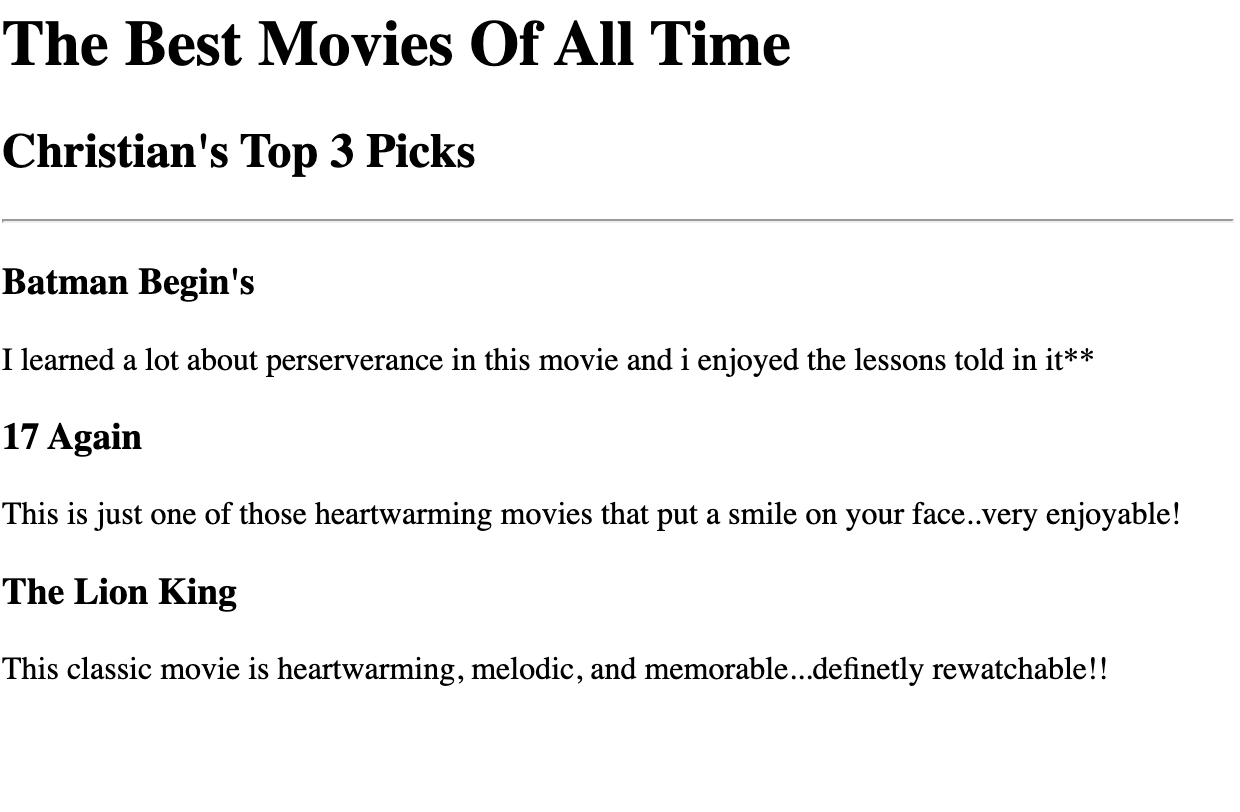 The Best Movies Of All Time
Christian's Top 3 Picks
Batman Begin's
I learned a lot about perserverance in this movie and i enjoyed the lessons told in it**
17 Again
This is just one of those heartwarming movies that put a smile on your face..very enjoyable!
The Lion King
This classic movie is heartwarming, melodic, and memorable...definetly rewatchable!!